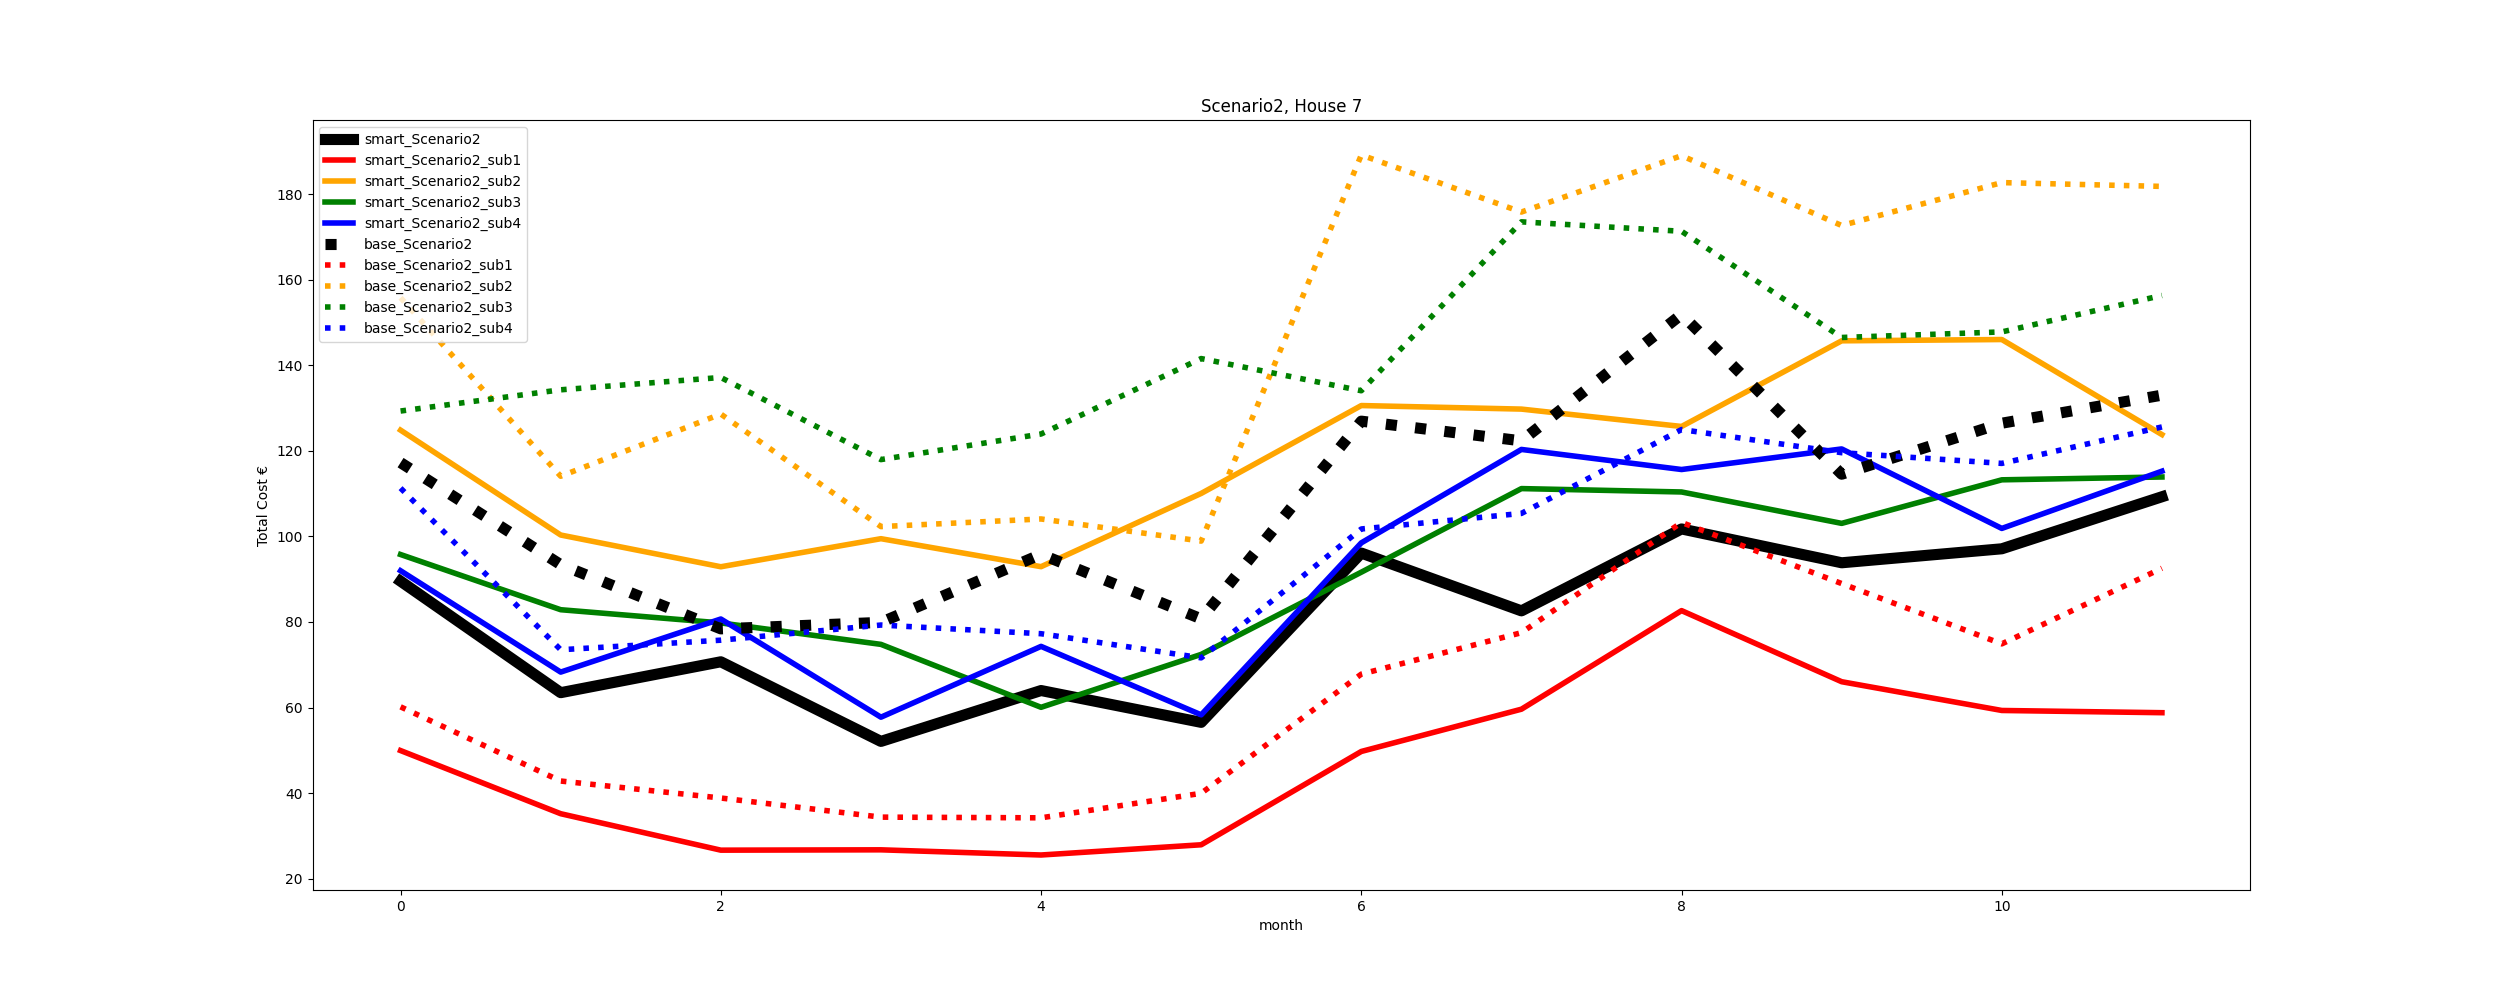 Scenario2, House 7
smart_Scenario2
smart_Scenario2_sub1
smart_Scenario2_sub2
smart_Scenario2_sub3
smart_Scenario2_sub4
base_Scenario2
base_Scenario2_sub1
base_Scenario2_sub2
base_Scenario2_sub3
base_Scenario2_sub4
Total Cost €
180
160
140
120
100
80
60
40
20
0 2 4 6 8 10
month